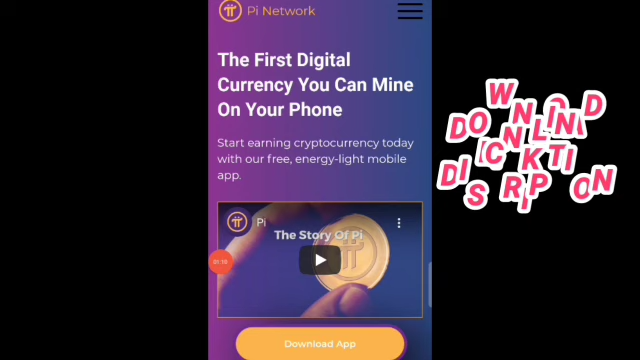 Pi Network
The First Digital
Currency You Can Mine
On Your Phone
Start earning cryptocurrency today
with our free, energy-light mobile
app.
Pi
The Story Of Pi
Download App